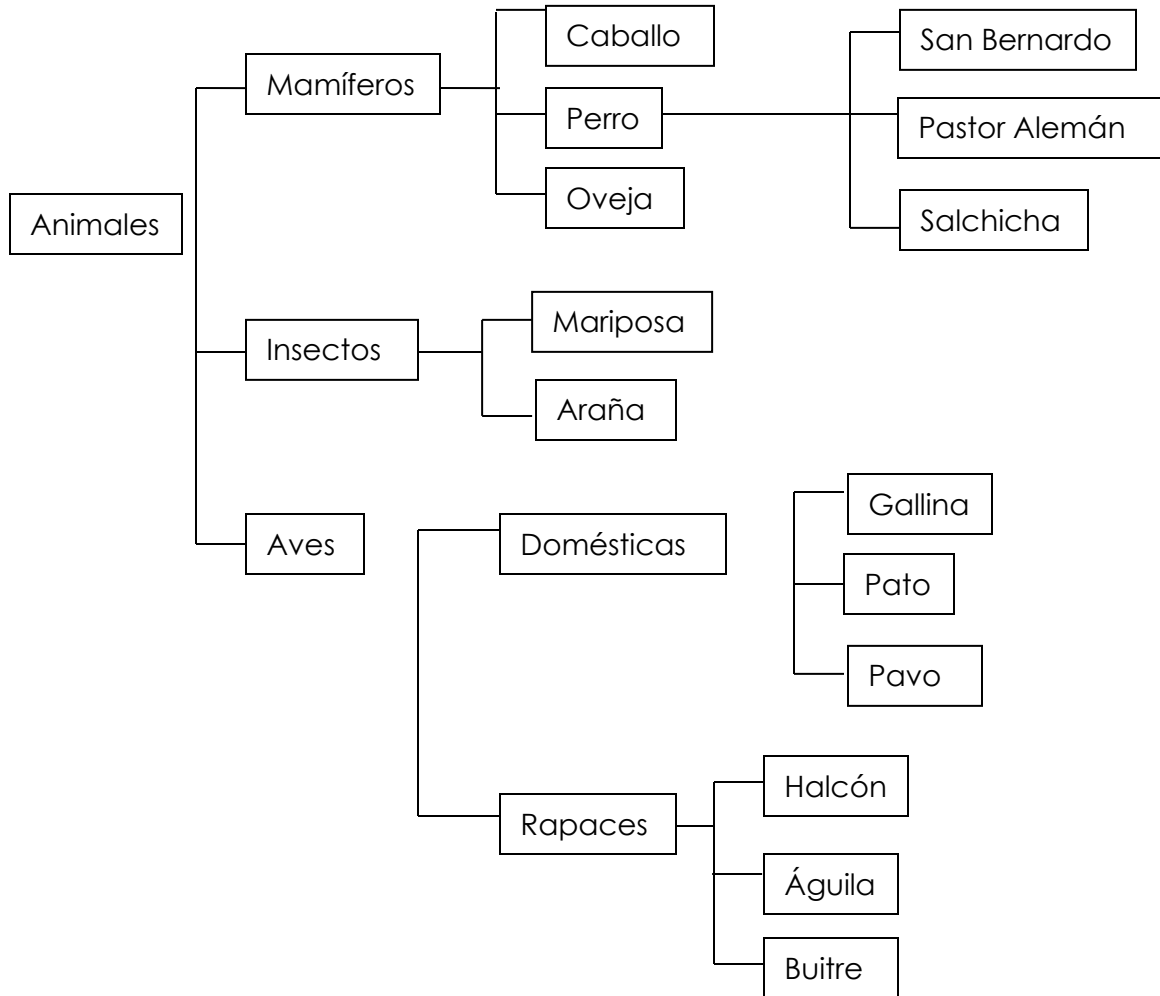 Animales
Mamíferos
Caballo
Perro
Oveja
San Bernardo
Pastor Alemán
Salchicha
Insectos
Mariposa
Araña
Aves
Domésticas
Gallina
Pato
Pavo
Rapaces
Halcón
Águila
Buitre